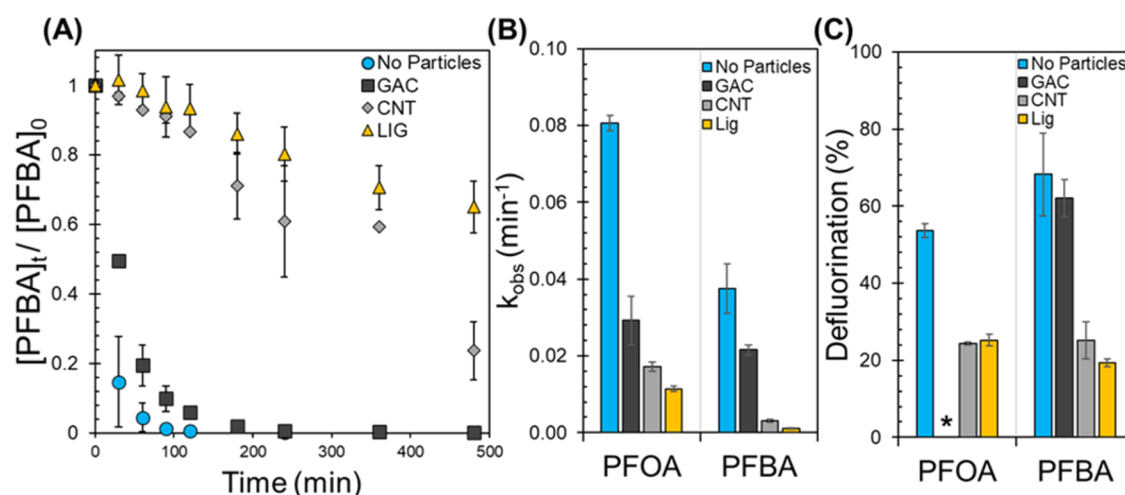 (A)
[PFBA]t / [PFBA]0
1
0.8
0.6
0.4
0.2
0
0 100 200 300 400 500
Time (min)
No Particles
GAC
CNT
LIG
(B)
kobs (min-1)
0.10
0.08
0.06
0.04
0.02
0.00
No Particles
GAC
CNT
Lig
PFOA PFBA
(C)
Defluorination (%)
100
80
60
40
20
0
No Particles
GAC
CNT
Lig
*
PFOA PFBA